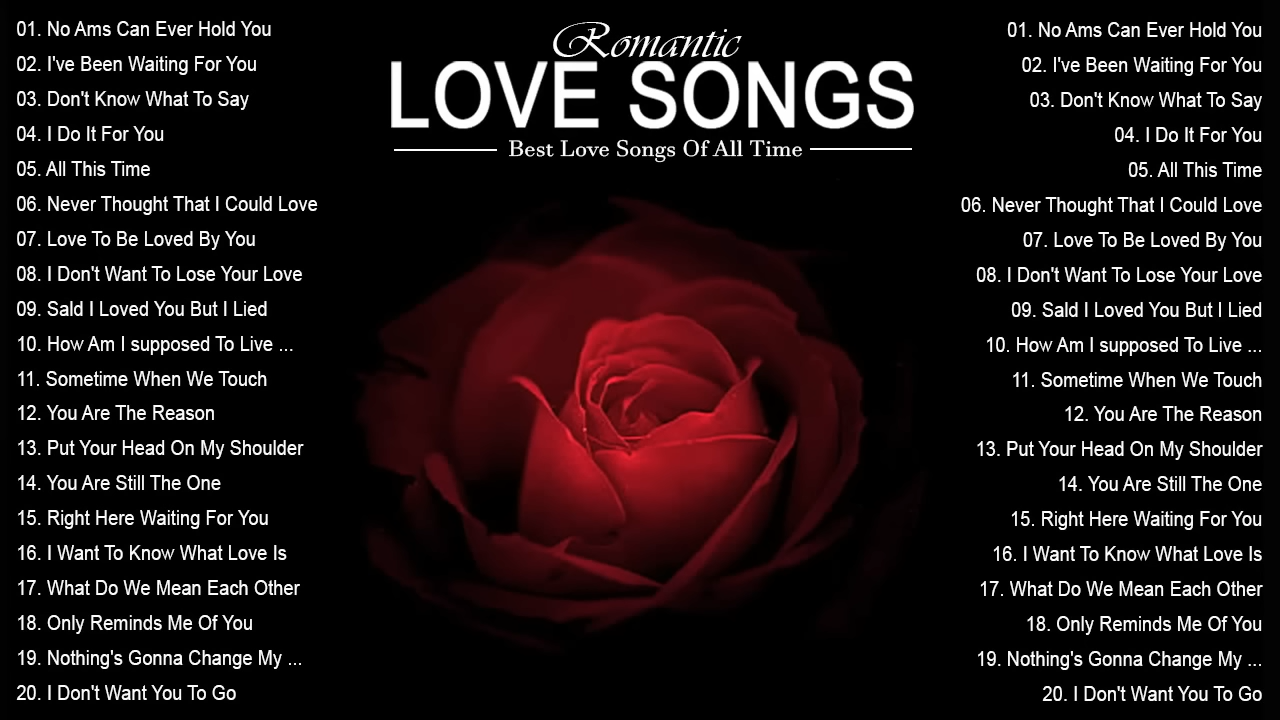 01. No Ams Can Ever Hold You
02. I've Been Waiting For You
03. Don't Know What To Say
04. I Do It For You
05. All This Time
06. Never Thought That I Could Love
07. Love To Be Loved By You
08. I Don't Want To Lose Your Love
09. Sald I Loved You But I Lied
10. How Am I supposed To Live ...
11. Sometime When We Touch
12. You Are The Reason
13. Put Your Head On My Shoulder
14. You Are Still The One
15. Right Here Waiting For You
16. I Want To Know What Love Is
17. What Do We Mean Each Other
18. Only Reminds Me Of You
19. Nothing's Gonna Change My ...
20. I Don't Want You To Go
Romantic
LOVE SONGS
Best Love Songs Of All Time
01. No Ams Can Ever Hold You
02. I've Been Waiting For You
03. Don't Know What To Say
04. I Do It For You
05. All This Time
06. Never Thought That I Could Love
07. Love To Be Loved By You
08. I Don't Want To Lose Your Love
09. Sald I Loved You But I Lied
10. How Am I supposed To Live ...
11. Sometime When We Touch
12. You Are The Reason
13. Put Your Head On My Shoulder
14. You Are Still The One
15. Right Here Waiting For You
16. I Want To Know What Love Is
17. What Do We Mean Each Other
18. Only Reminds Me Of You
19. Nothing's Gonna Change My ...
20. I Don't Want You To Go